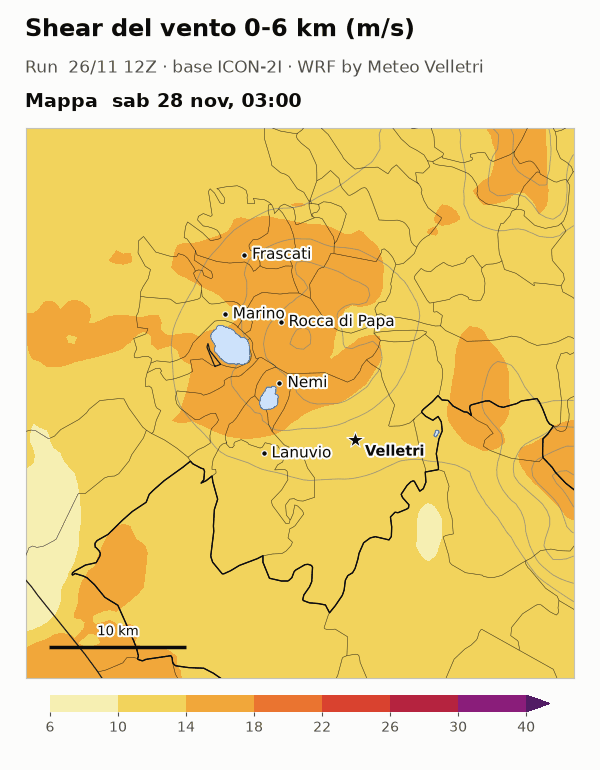 Shear del vento 0-6 km (m/s)
Run  26/11 12Z · base ICON-2I · WRF by Meteo Velletri
Mappa  sab 28 nov, 03:00
Frascati
Marino
Rocca di Papa
Nemi
Velletri
Lanuvio
10 km
6 10 14 18 22 26 30 40